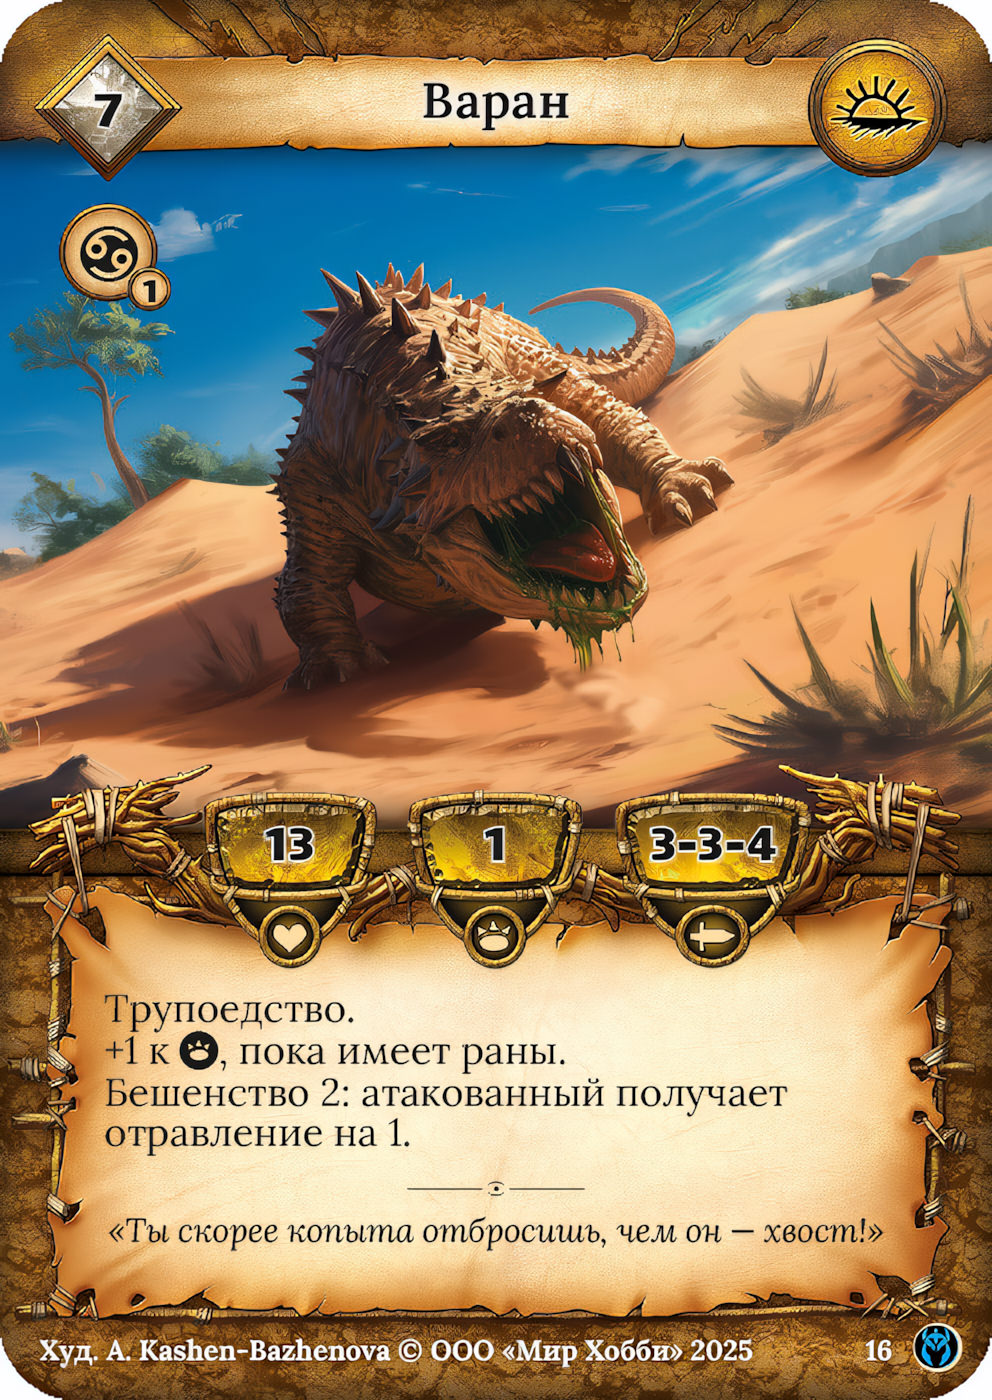 7
Варан
1
13
1
3-3-4
Трупоедство.
+1 к , пока имеет раны.
Бешенство 2: атакованный получает
отравление на 1.
«Ты скорее копыта отбросишь, чем он – хвост!»
Худ. А. Kashen-Bazhenova © ООО «Мир Хобби» 2025
16